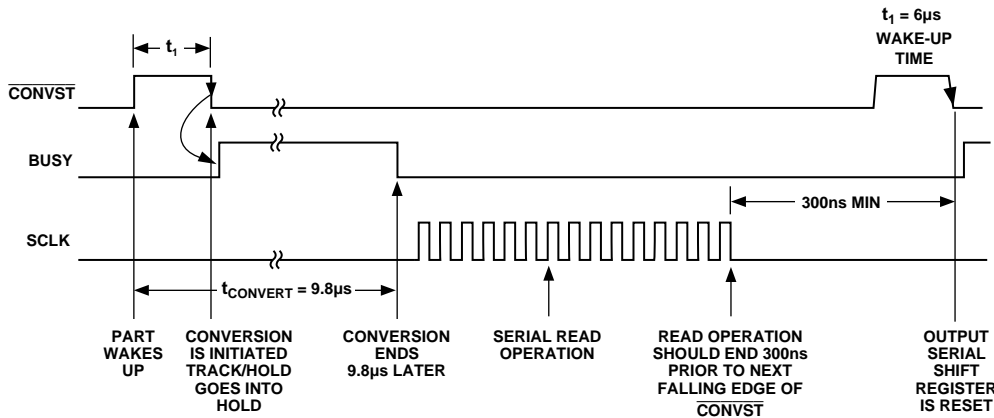 t1 = 6µs
WAKE-UP
TIME
t1
CONVST
BUSY
300ns MIN
SCLK
tCONVERT = 9.8µs
PART
WAKES
UP
CONVERSION
IS INITIATED
TRACK/HOLD
GOES INTO
HOLD
CONVERSION
ENDS
9.8µs LATER
SERIAL READ
OPERATION
READ OPERATION
SHOULD END 300ns
PRIOR TO NEXT
FALLING EDGE OF
CONVST
OUTPUT
SERIAL
SHIFT
REGISTER
IS RESET